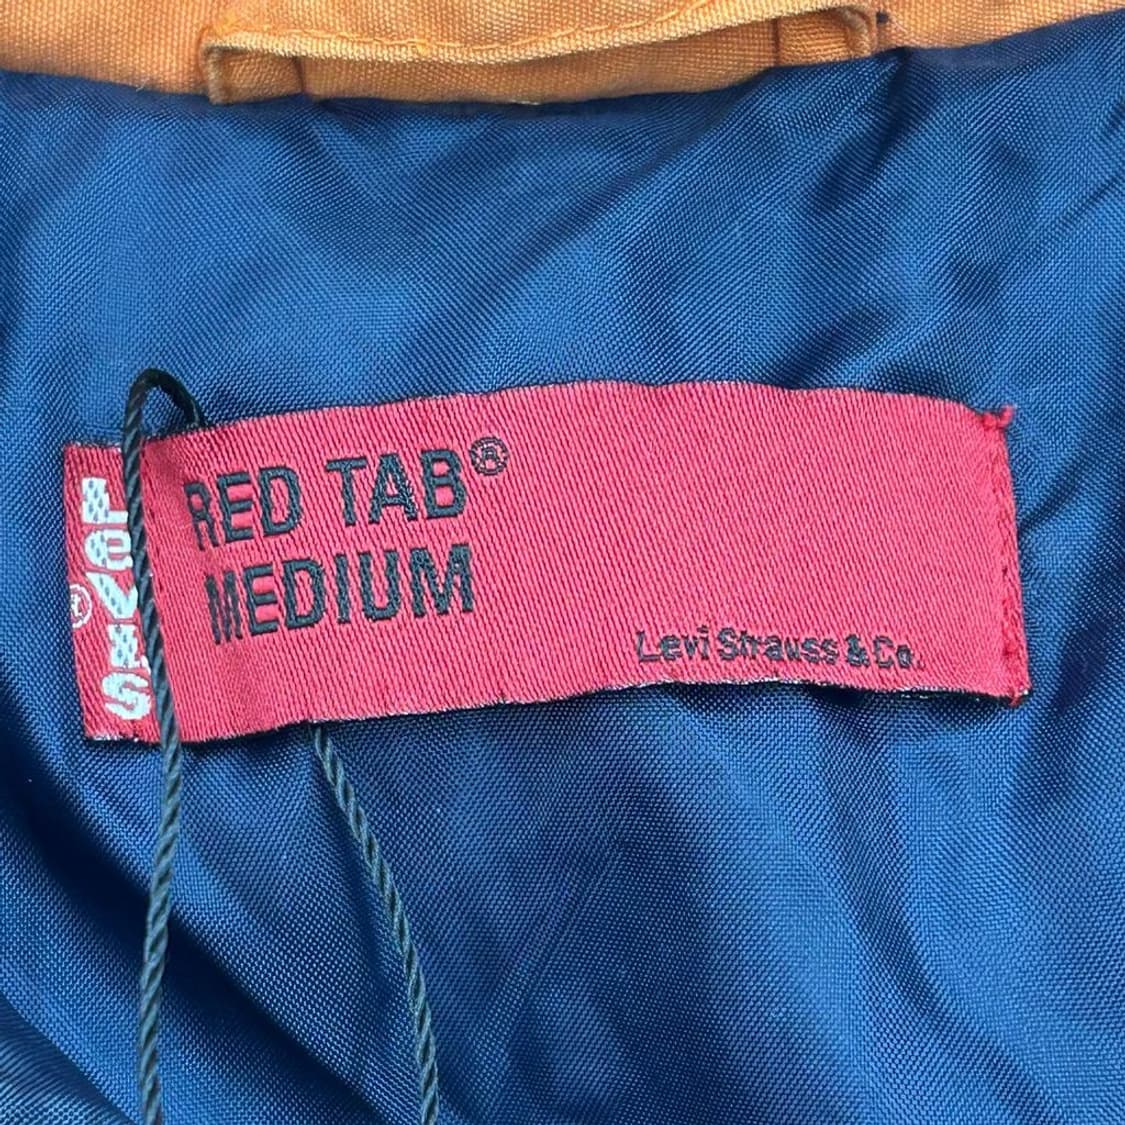 LEVI'S®
RED TAB®
MEDIUM
Levi Strauss & Co.